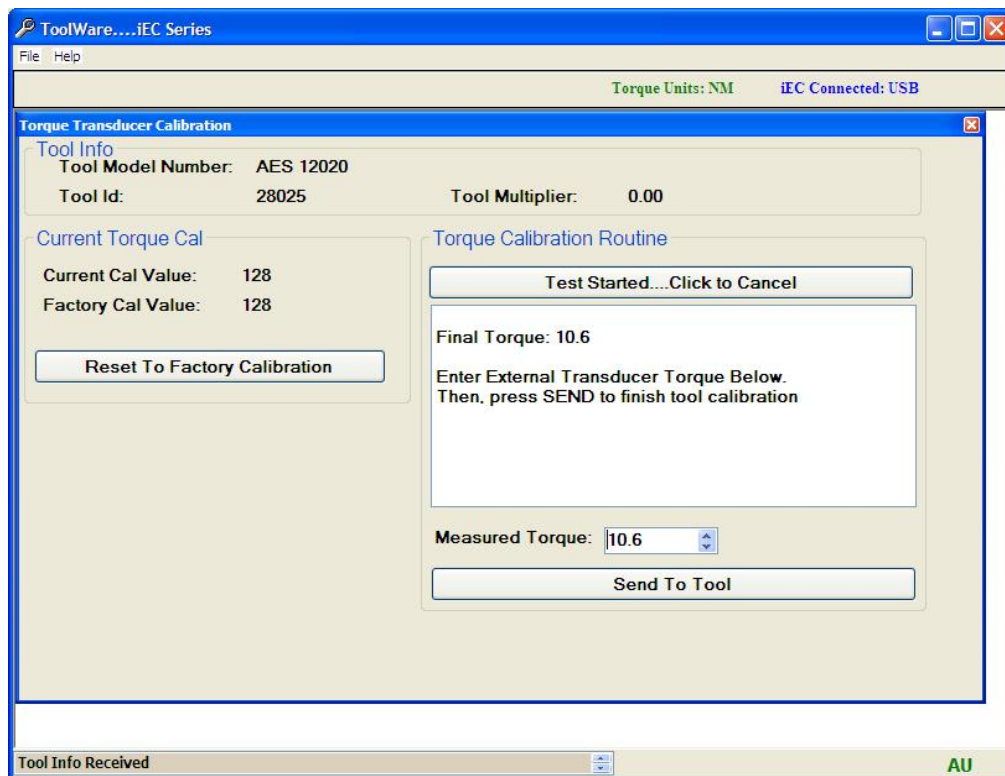 ToolWare....iEC Series
File Help
Torque Units: NM iEC Connected: USB
Torque Transducer Calibration
Tool Info
Tool Model Number: AES 12020
Tool Id: 28025 Tool Multiplier: 0.00
Current Torque Cal
Current Cal Value: 128
Factory Cal Value: 128
Reset To Factory Calibration
Torque Calibration Routine
Test Started....Click to Cancel
Final Torque: 10.6
Enter External Transducer Torque Below.
Then, press SEND to finish tool calibration
Measured Torque: 10.6
Send To Tool
Tool Info Received
AU